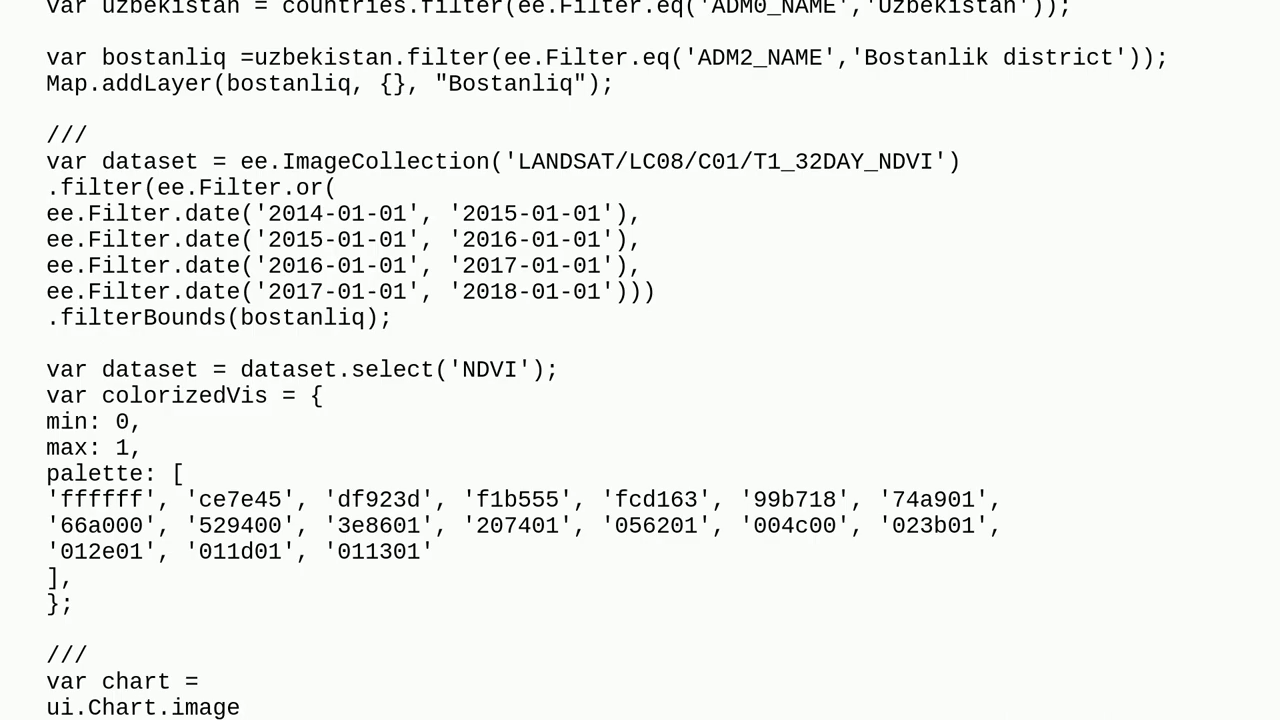 var uzbekistan = countries.filter(ee.Filter.eq('ADM0_NAME','Uzbekistan'));
var bostanliq =uzbekistan.filter(ee.Filter.eq('ADM2_NAME','Bostanlik district'));
Map.addLayer(bostanliq, {}, "Bostanliq");
///
var dataset = ee.ImageCollection('LANDSAT/LC08/C01/T1_32DAY_NDVI')
.filter(ee.Filter.or(
ee.Filter.date('2014-01-01', '2015-01-01'),
ee.Filter.date('2015-01-01', '2016-01-01'),
ee.Filter.date('2016-01-01', '2017-01-01'),
ee.Filter.date('2017-01-01', '2018-01-01')))
.filterBounds(bostanliq);
var dataset = dataset.select('NDVI');
var colorizedVis = {
min: 0,
max: 1,
palette: [
'ffffff', 'ce7e45', 'df923d', 'f1b555', 'fcd163', '99b718', '74a901',
'66a000', '529400', '3e8601', '207401', '056201', '004c00', '023b01',
'012e01', '011d01', '011301'
],
};
///
var chart =
ui.Chart.image